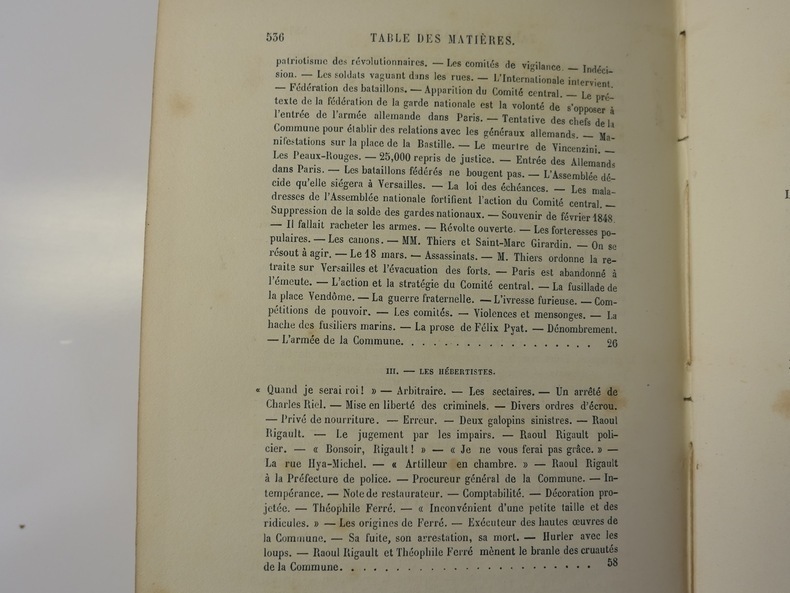 536 TABLE DES MATIÈRES.
patriotisme des révolutionnaires. — Les comités de vigilance. — Indéci-
sion. — Les soldats vaguant dans les rues. — L'Internationale intervient.
— Fédération des bataillons. — Apparition du Comité central. — Le pré-
texte de la fédération de la garde nationale est la volonté de s'opposer à
l'entrée de l'armée allemande dans Paris. — Tentative des chefs de la
Commune pour établir des relations avec les généraux allemands. — Ma-
nifestations sur la place de la Bastille. — Le meurtre de Vincenzini. —
Les Peaux-Rouges. — 25,000 repris de justice. — Entrée des Allemands
dans Paris. — Les bataillons fédérés ne bougent pas. — L'Assemblée dé-
cide qu'elle siégera à Versailles. — La loi des échéances. — Les mala-
dresses de l'Assemblée nationale fortifient l'action du Comité central. —
Suppression de la solde des gardes nationaux. — Souvenir de février 1848.
— Il fallait racheter les armes. — Révolte ouverte. — Les forteresses po-
pulaires. — Les canons. — MM. Thiers et Saint-Marc Girardin. — On se
résout à agir. — Le 18 mars. — Assassinats. — M. Thiers ordonne la re-
traite sur Versailles et l'évacuation des forts. — Paris est abandonné à
l'émeute. — L'action et la stratégie du Comité central. — La fusillade de
la place Vendôme. — La guerre fraternelle. — L'ivresse furieuse. — Com-
pétitions de pouvoir. — Les comités. — Violences et mensonges. — La
hache des fusiliers marins. — La prose de Félix Pyat. — Dénombrement.
— L'armée de la Commune. . . . . . . . . . . . . . . . . 26
III. — LES HÉBERTISTES.
« Quand je serai roi! » — Arbitraire. — Les sectaires. — Un arrêté de
Charles Riel. — Mise en liberté des criminels. — Divers ordres d'écrou.
— Privé de nourriture. — Erreur. — Deux galopins sinistres. — Raoul
Rigault. — Le jugement par les impairs. — Raoul Rigault poli-
cier. — « Bonsoir, Rigault! » — « Je ne vous ferai pas grâce. » —
La rue Hya-Michel. — « Artilleur en chambre. » — Raoul Rigault
à la Préfecture de police. — Procureur général de la Commune. — In-
tempérance. — Note de restaurateur. — Comptabilité. — Décoration pro-
jetée. — Théophile Ferré. — « Inconvénient d'une petite taille et des
ridicules. » — Les origines de Ferré. — Exécuteur des hautes œuvres de
la Commune. — Sa fuite, son arrestation, sa mort. — Hurler avec les
loups. — Raoul Rigault et Théophile Ferré mènent le branle des cruautés
de la Commune. . . . . . . . . . . . . . . . . . . . . . 58